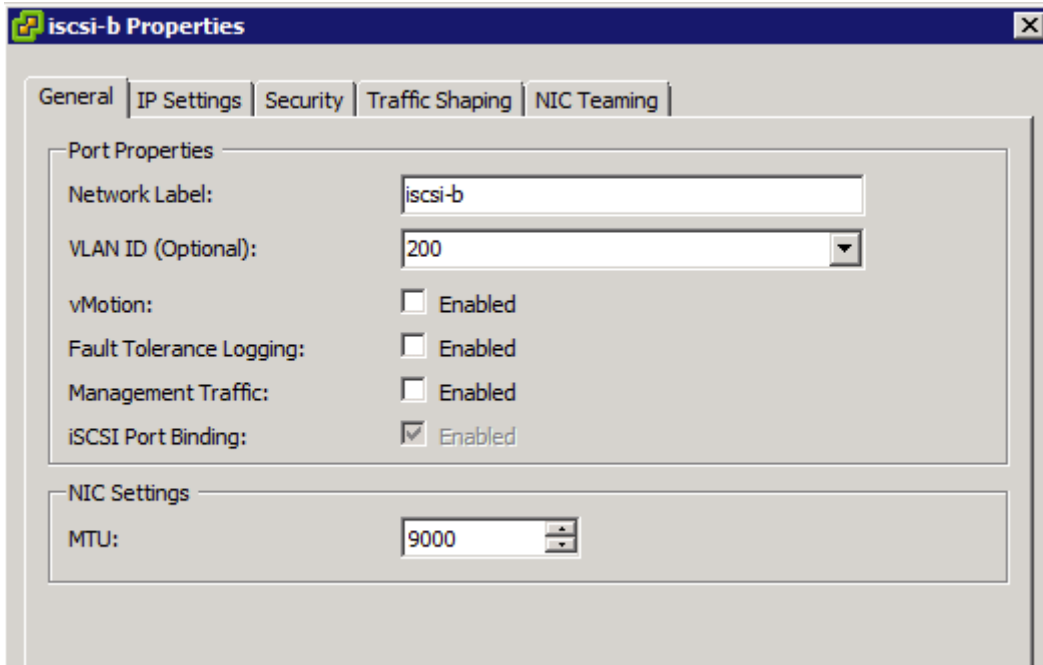 iscsi-b Properties
General IP Settings Security Traffic Shaping NIC Teaming
Port Properties
Network Label: iscsi-b
VLAN ID (Optional): 200
vMotion: Enabled
Fault Tolerance Logging: Enabled
Management Traffic: Enabled
iSCSI Port Binding: Enabled
NIC Settings
MTU: 9000